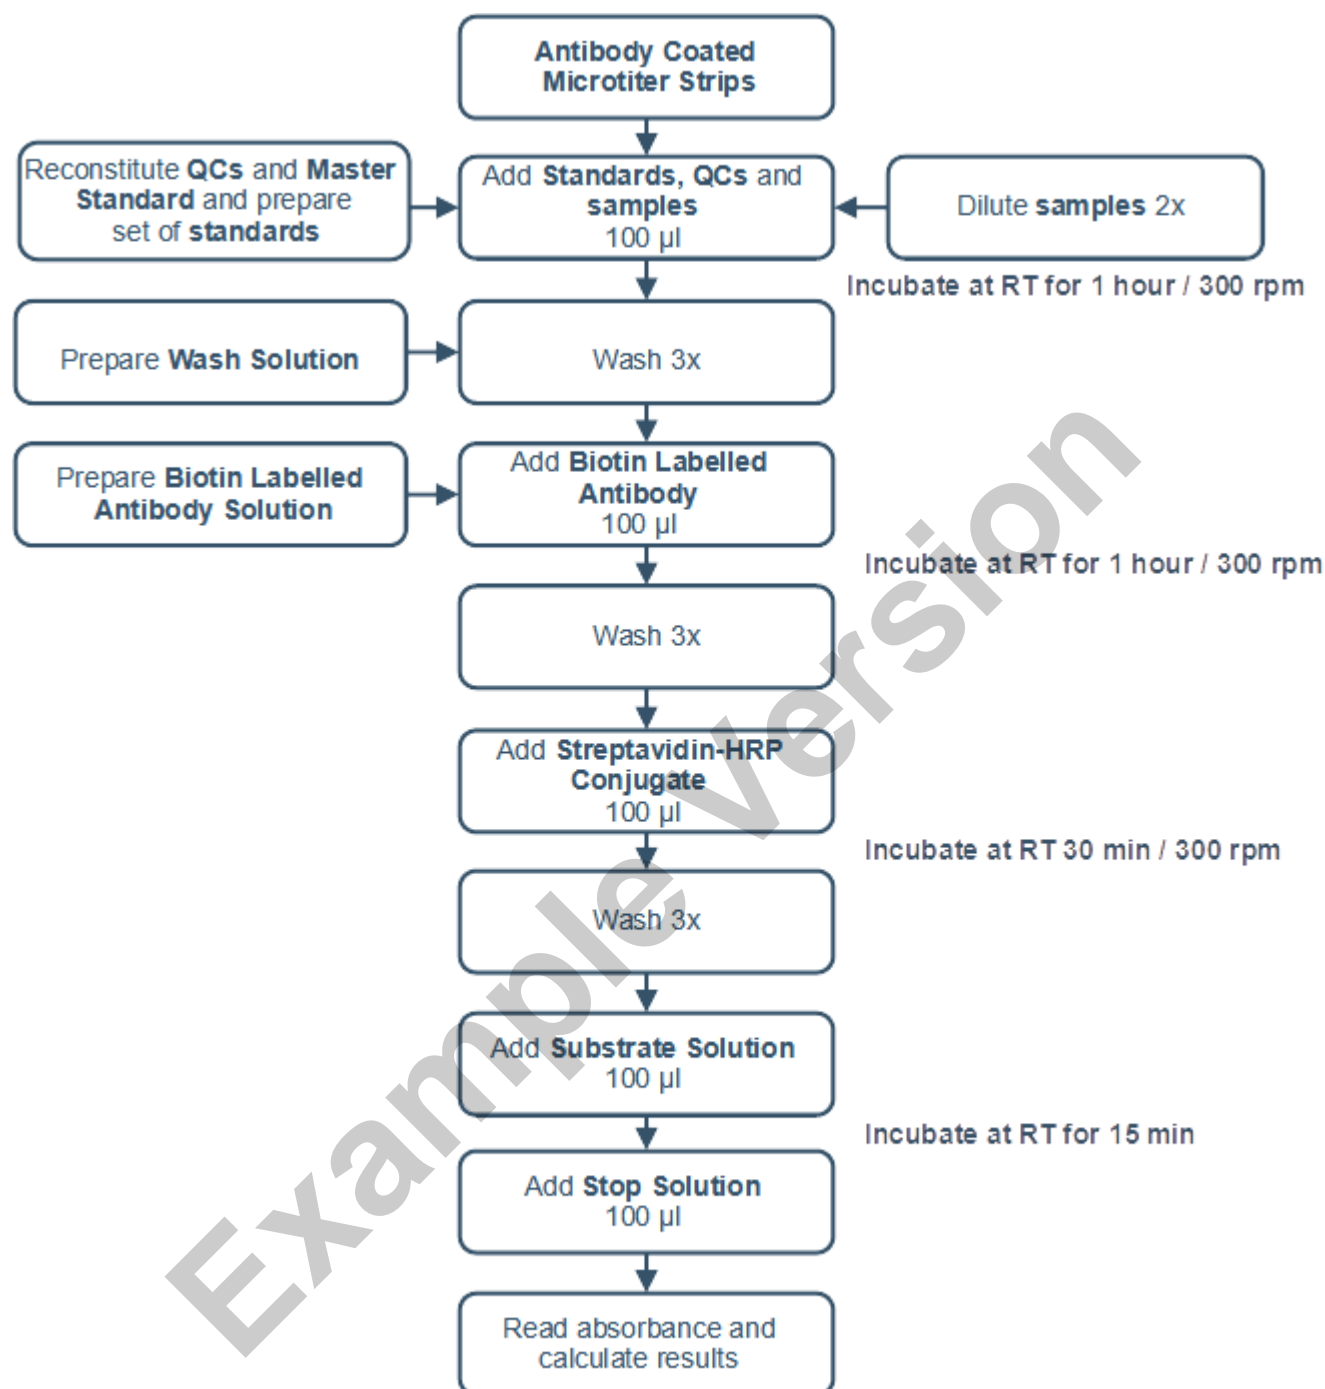 Antibody Coated
Microtiter Strips
Reconstitute QCs and Master
Standard and prepare
set of standards
Add Standards, QCs and
samples
100 µl
Dilute samples 2x
Incubate at RT for 1 hour / 300 rpm
Prepare Wash Solution
Wash 3x
Prepare Biotin Labelled
Antibody Solution
Add Biotin Labelled
Antibody
100 µl
Incubate at RT for 1 hour / 300 rpm
Wash 3x
Add Streptavidin-HRP
Conjugate
100 µl
Incubate at RT 30 min / 300 rpm
Wash 3x
Add Substrate Solution
100 µl
Incubate at RT for 15 min
Add Stop Solution
100 µl
Read absorbance and
calculate results
Example Version